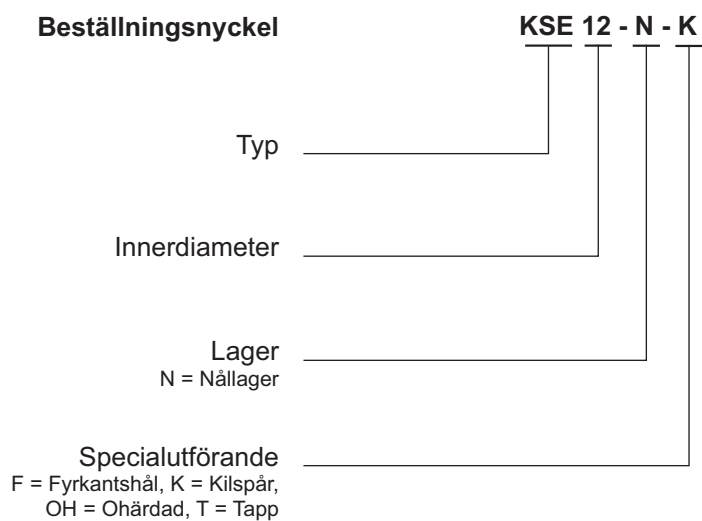 Beställningsnyckel KSE 12 - N - K
Typ
Innerdiameter
Lager
N = Nållager
Specialutförande
F = Fyrkantshål, K = Kilspår,
OH = Ohärdad, T = Tapp